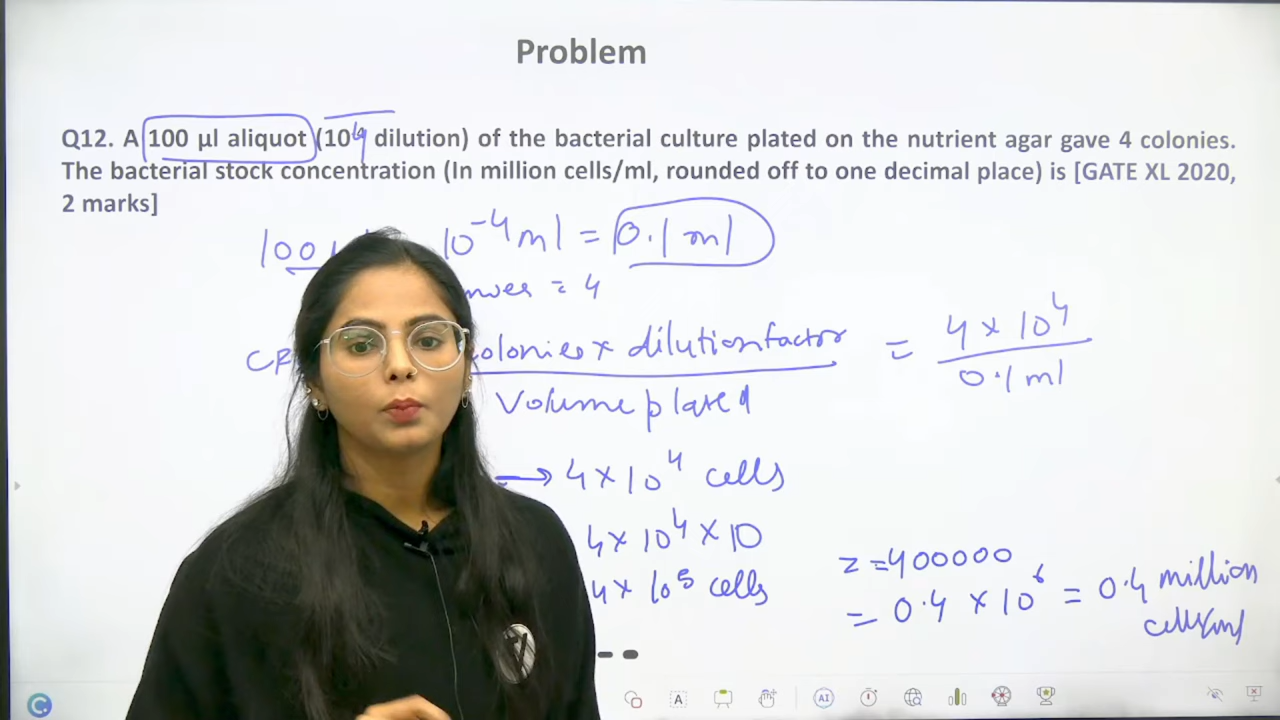 Problem
Q12. A 100 µl aliquot (10⁴ dilution) of the bacterial culture plated on the nutrient agar gave 4 colonies.
The bacterial stock concentration (In million cells/ml, rounded off to one decimal place) is [GATE XL 2020,
2 marks]
100 10⁻⁴ ml = 0.1 ml
= 4
colonies x dilution factor = 4 x 10⁴
Volume plated 0.1 ml
→ 4 x 10⁴ cells
4 x 10⁴ x 10
4 x 10⁵ cells
= 400000
= 0.4 x 10⁶ = 0.4 million
cells/ml
A
AI